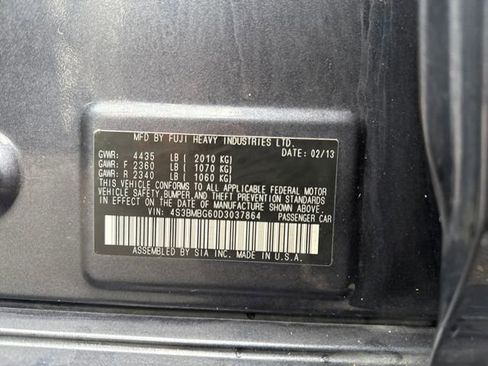 MFD BY FUJI HEAVY INDUSTRIES LTD.
GVWR: 4435 LB ( 2010 KG) DATE: 02/13
GAWR: F 2360 LB ( 1070 KG)
GAWR: R 2340 LB ( 1060 KG)
THIS VEHICLE CONFORMS TO ALL APPLICABLE FEDERAL MOTOR
VEHICLE SAFETY, BUMPER, AND THEFT PREVENTION STANDARDS
IN EFFECT ON THE DATE OF MANUFACTURE SHOWN ABOVE.
VIN: 4S3BMBG60D3037864 PASSENGER CAR
ASSEMBLED BY SIA INC. MADE IN U.S.A.